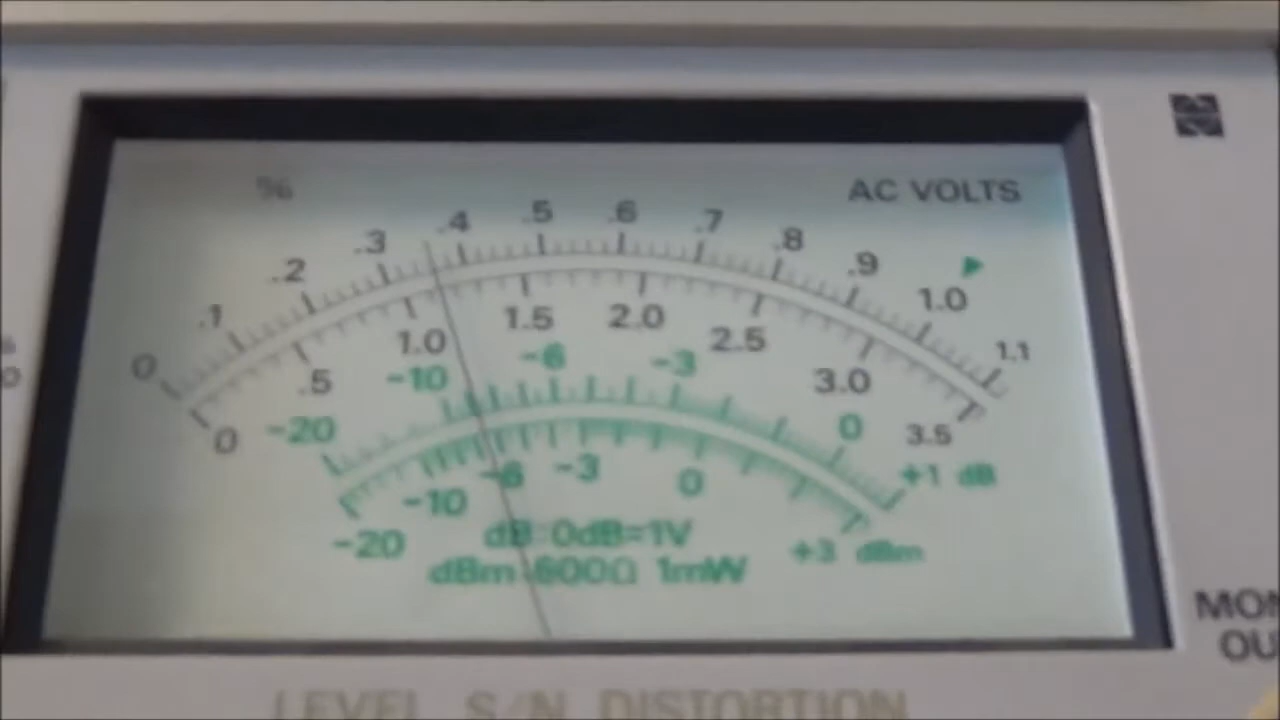 % AC VOLTS
0 .1 .2 .3 .4 .5 .6 .7 .8 .9 1.0 1.1
0 .5 1.0 1.5 2.0 2.5 3.0 3.5
-20 -10 -6 -3 0 +1 dB
-20 -10 -6 -3 0 +3 dBm
dB:0dB=1V
dBm:600Ω 1mW
LEVEL S/N DISTORTION